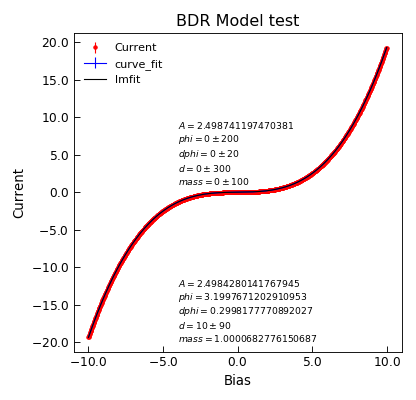 BDR Model test
20.0
15.0
10.0
5.0
0.0
−5.0
−10.0
−15.0
−20.0
Current
Current
curve_fit
lmfit
A = 2.498741197470381
phi = 0 ± 200
dphi = 0 ± 20
d = 0 ± 300
mass = 0 ± 100
A = 2.4984280141767945
phi = 3.1997671202910953
dphi = 0.2998177770892027
d = 10 ± 90
mass = 1.0000682776150687
−10.0 −5.0 0.0 5.0 10.0
Bias